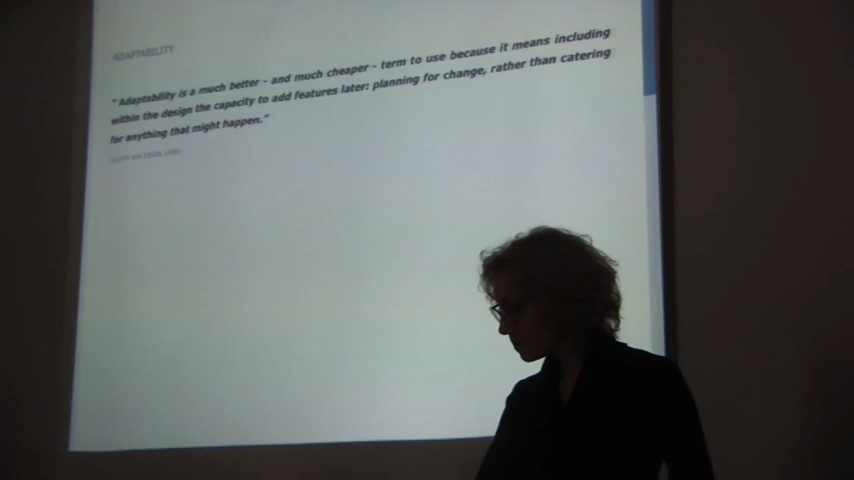 ADAPTABILITY
" Adaptability is a much better - and much cheaper - term to use because it means including
within the design the capacity to add features later: planning for change, rather than catering
for anything that might happen."